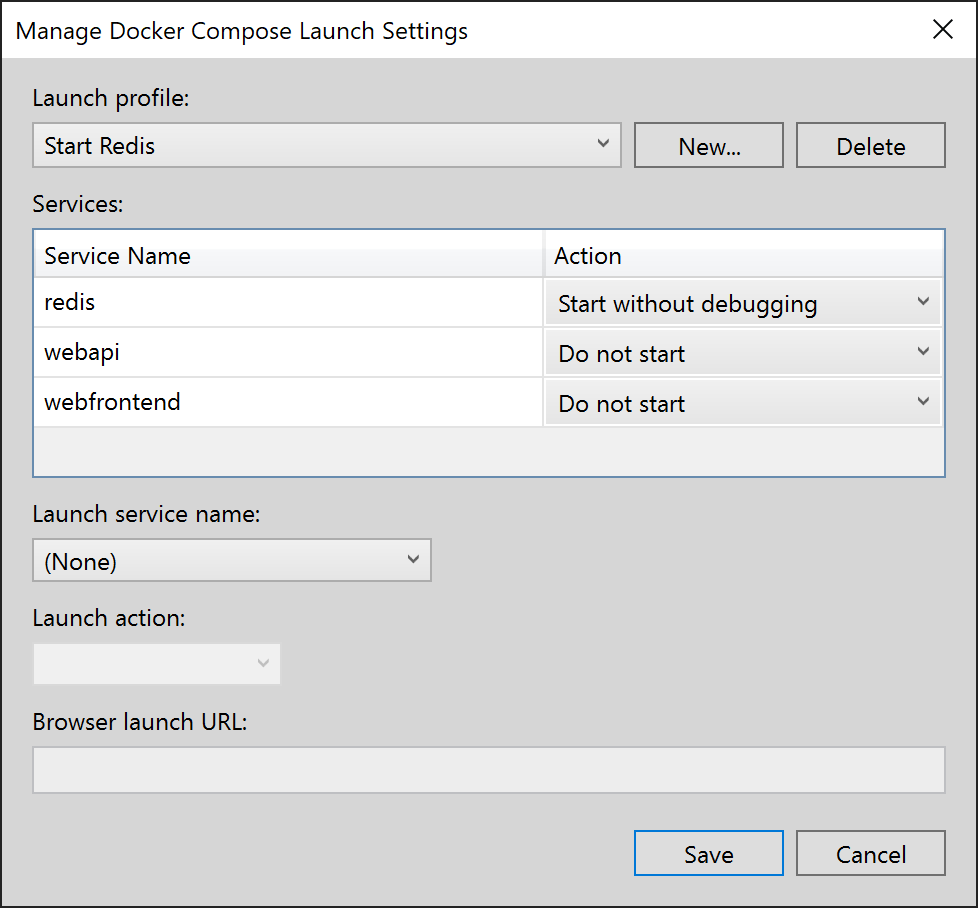 Manage Docker Compose Launch Settings
Launch profile:
Start Redis
New...
Delete
Services:
Service Name Action
redis Start without debugging
webapi Do not start
webfrontend Do not start
Launch service name:
(None)
Launch action:
Browser launch URL:
Save
Cancel